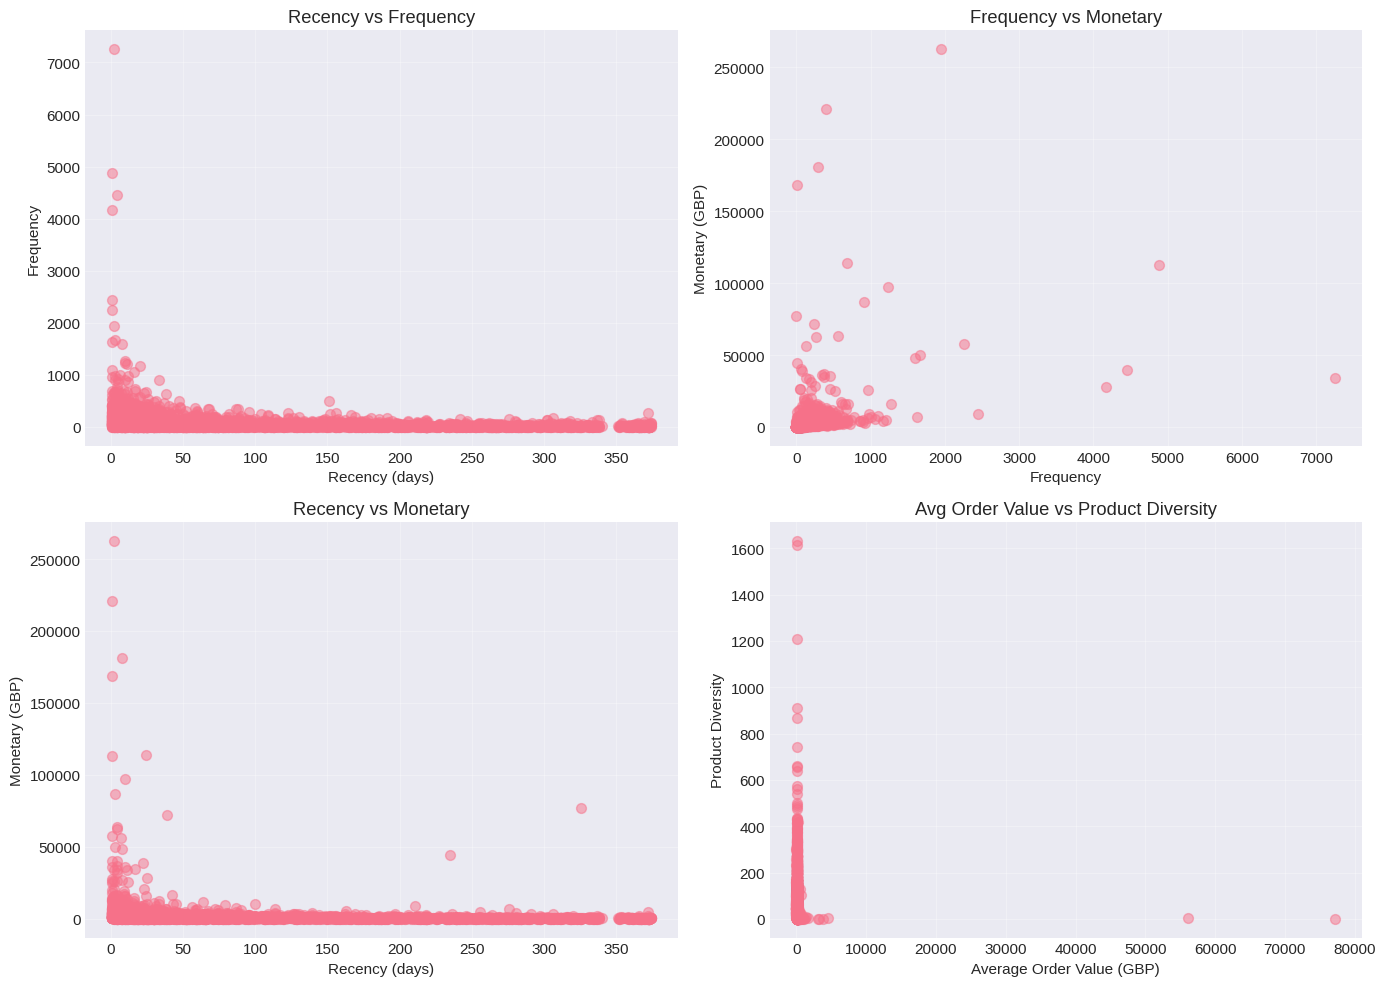 Recency vs Frequency
7000
6000
5000
4000
3000
2000
1000
0
Frequency
0 50 100 150 200 250 300 350
Recency (days)
Frequency vs Monetary
250000
200000
150000
100000
50000
0
Monetary (GBP)
0 1000 2000 3000 4000 5000 6000 7000
Frequency
Recency vs Monetary
250000
200000
150000
100000
50000
0
Monetary (GBP)
0 50 100 150 200 250 300 350
Recency (days)
Avg Order Value vs Product Diversity
1600
1400
1200
1000
800
600
400
200
0
Product Diversity
0 10000 20000 30000 40000 50000 60000 70000 80000
Average Order Value (GBP)